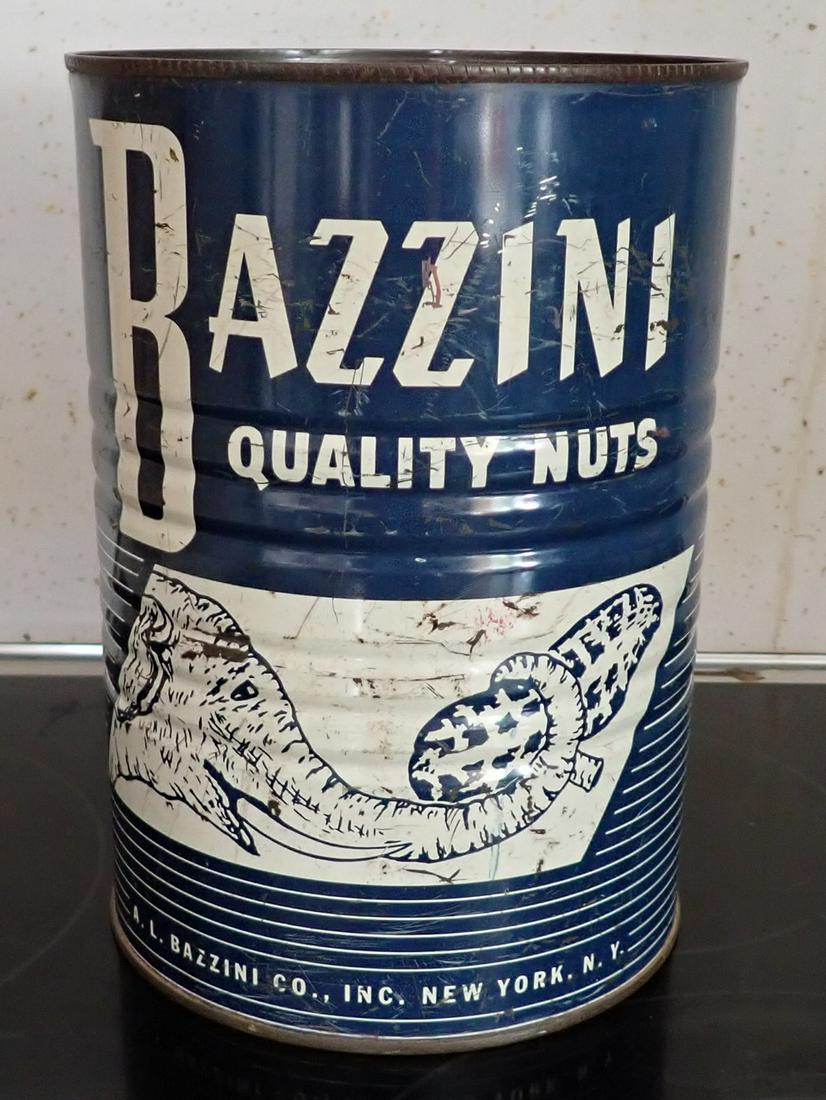 BAZZINI
QUALITY NUTS
A. L. BAZZINI CO., INC. NEW YORK, N. Y.